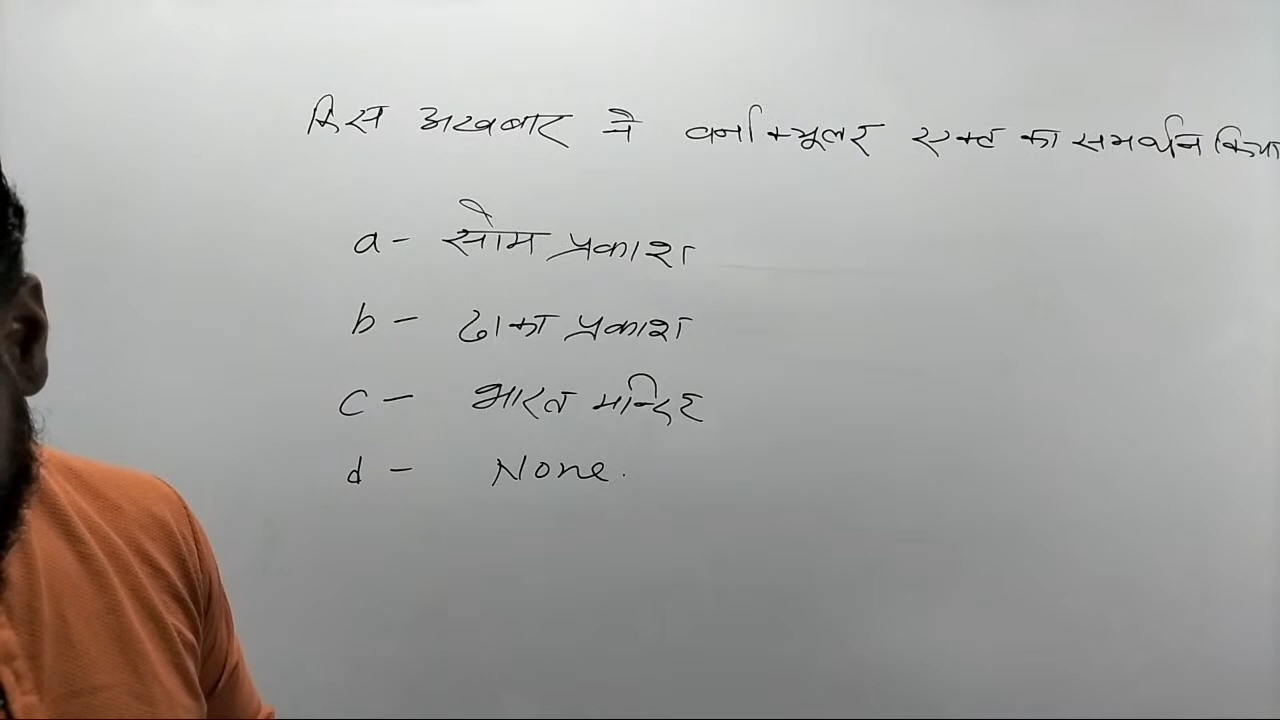 किस अखबार ने वर्नाक्यूलर एक्ट का समर्थन किया
a- सोम प्रकाश
b- ढाका प्रकाश
c- भारत मन्दिर
d- None.